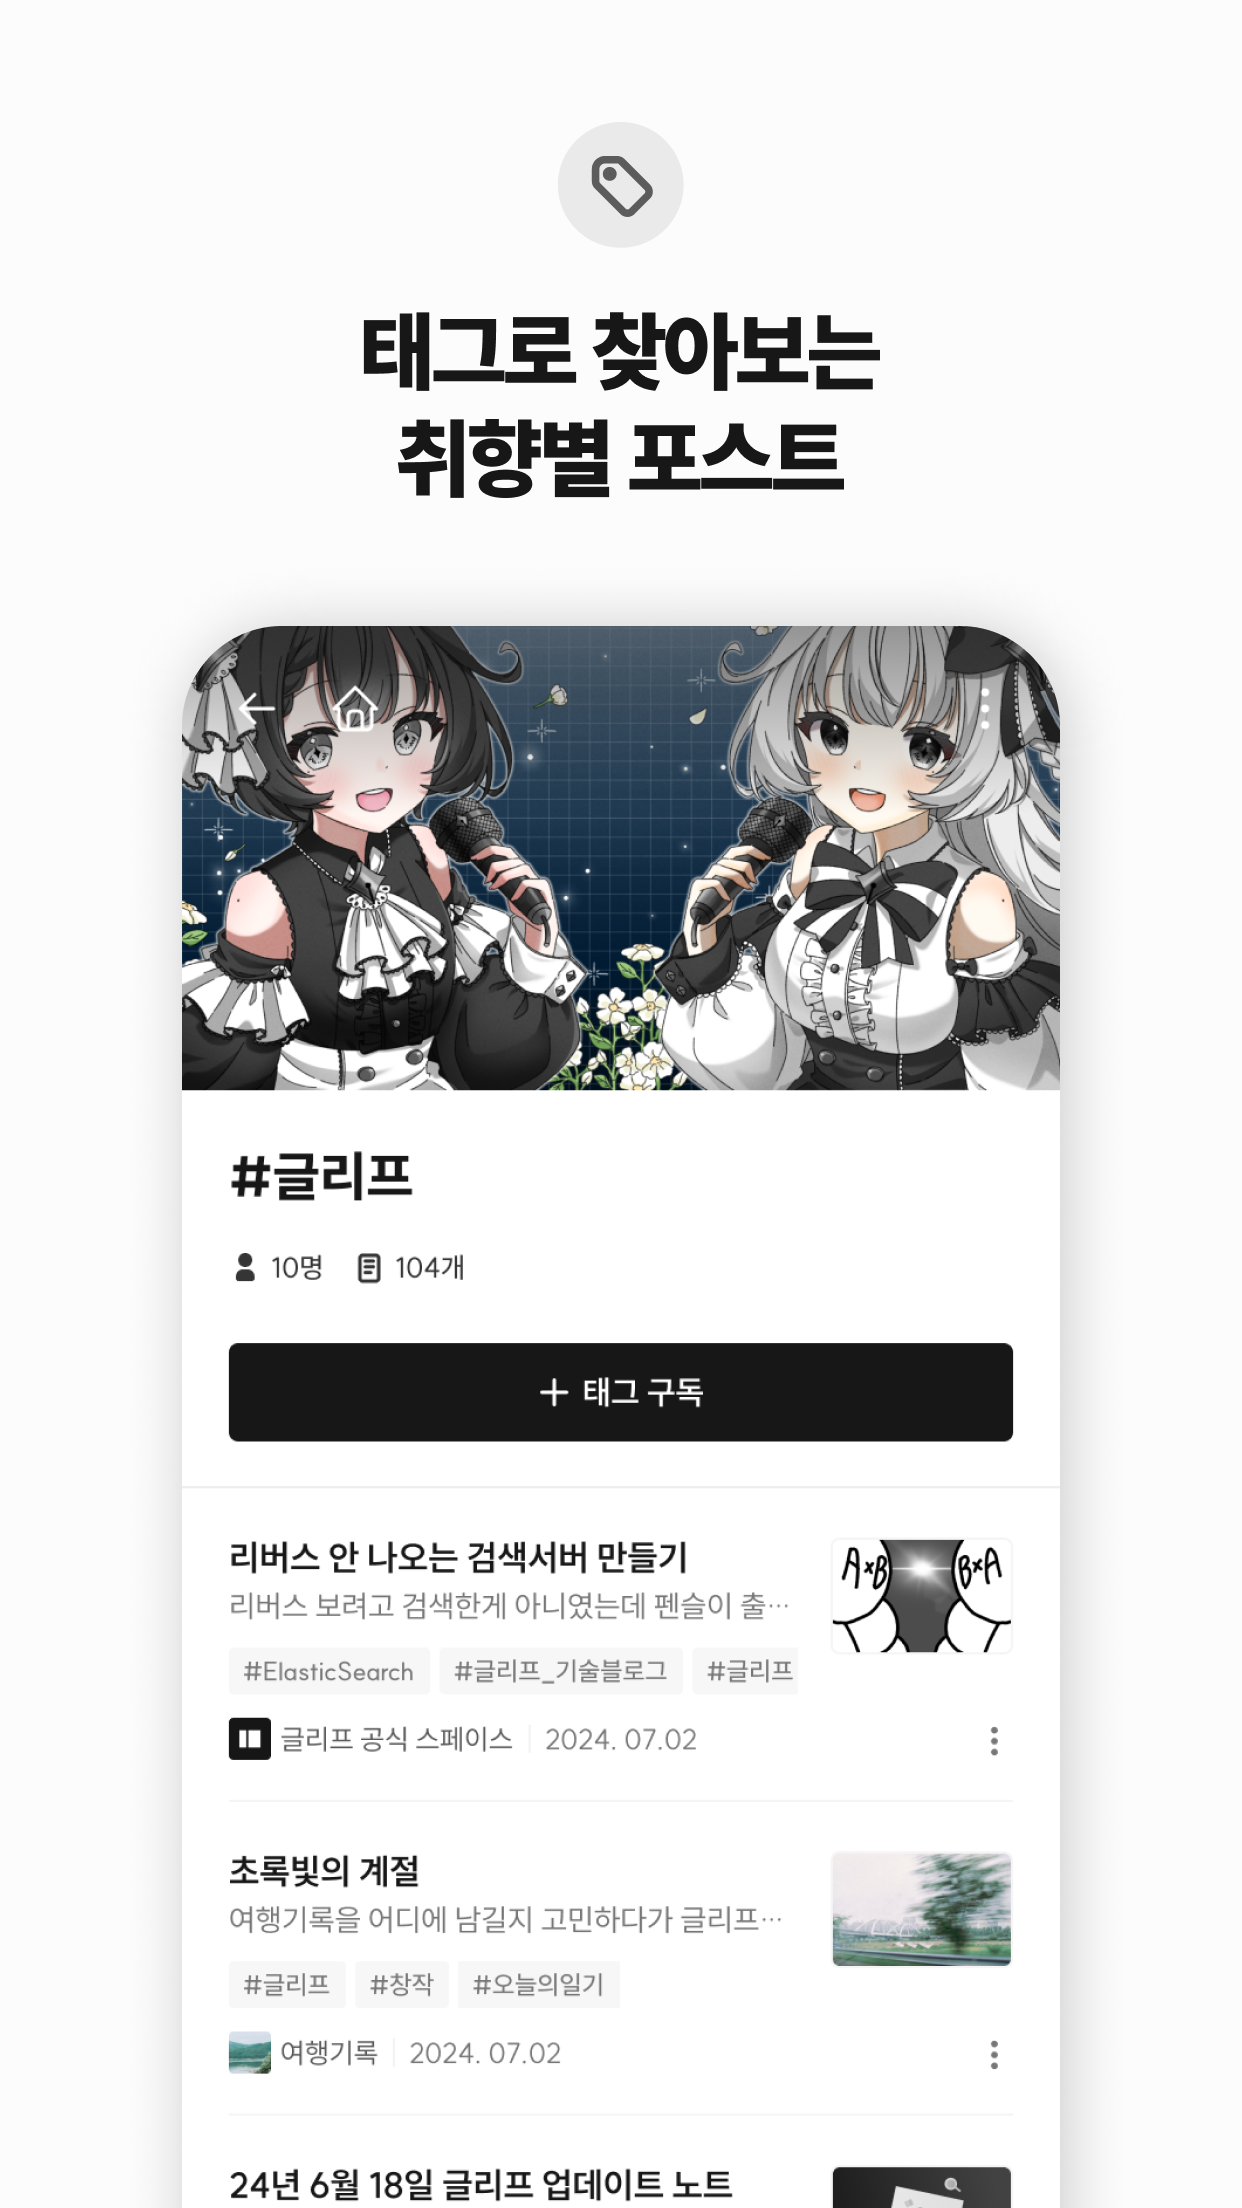 태그로 찾아보는
취향별 포스트
#글리프
10명 104개
+ 태그 구독
리버스 안 나오는 검색서버 만들기
리버스 보려고 검색한게 아니였는데 펜슬이 출…
A×B B×A
#ElasticSearch #글리프_기술블로그 #글리프
글리프 공식 스페이스 2024. 07.02
초록빛의 계절
여행기록을 어디에 남길지 고민하다가 글리프…
#글리프 #창작 #오늘의일기
여행기록 2024. 07.02
24년 6월 18일 글리프 업데이트 노트